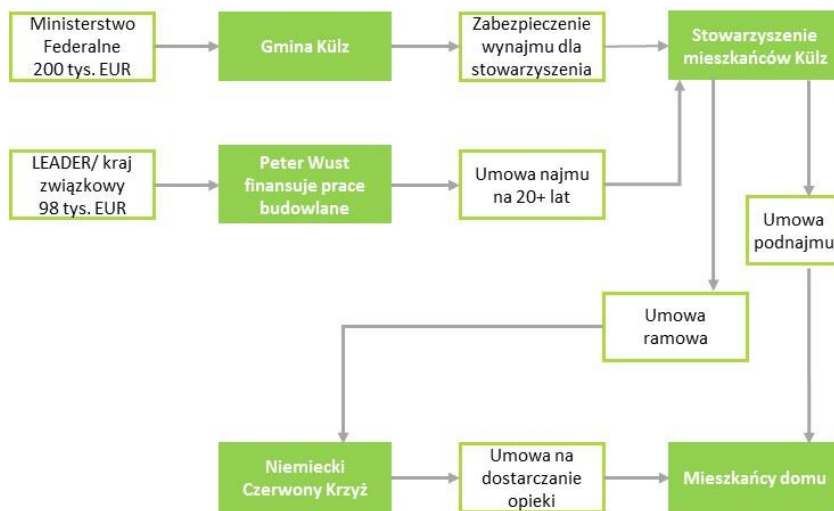 Ministerstwo
Federalne
200 tys. EUR
Gmina Külz
Zabezpieczenie
wynajmu dla
stowarzyszenia
Stowarzyszenie
mieszkańców Külz
LEADER/ kraj
związkowy
98 tys. EUR
Peter Wust
finansuje prace
budowlane
Umowa najmu
na 20+ lat
Umowa
podnajmu
Umowa
ramowa
Niemiecki
Czerwony Krzyż
Umowa na
dostarczanie
opieki
Mieszkańcy domu